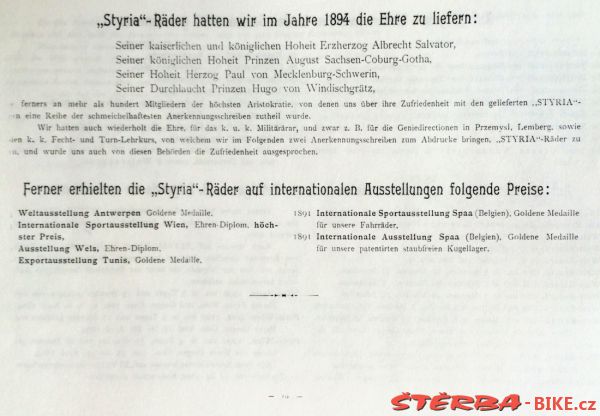 „Styria“-Räder hatten wir im Jahre 1894 die Ehre zu liefern:
Seiner kaiserlichen und königlichen Hoheit Erzherzog Albrecht Salvator,
Seiner königlichen Hoheit Prinzen August Sachsen-Coburg-Gotha,
Seiner Hoheit Herzog Paul von Mecklenburg-Schwerin,
Seiner Durchlaucht Prinzen Hugo von Windischgrätz,
ferners an mehr als hundert Mitgliedern der höchsten Aristokratie, von denen uns über ihre Zufriedenheit mit den gelieferten „STYRIA“-
eine Reihe der schmeichelhaftesten Anerkennungsschreiben zutheil wurde.
Wir hatten auch wiederholt die Ehre, für das k. u. k. Militärärar, und zwar z. B. für die Geniedirectionen in Przemysl, Lemberg, sowie
k. k. Fecht- und Turn-Lehrkurs, von welchem wir im Folgenden zwei Anerkennungsschreiben zum Abdrucke bringen, „STYRIA“-Räder zu
und wurde uns auch von diesen Behörden die Zufriedenheit ausgesprochen.
Ferner erhielten die „Styria“-Räder auf internationalen Ausstellungen folgende Preise:
Weltausstellung Antwerpen Goldene Medaille,
Internationale Sportausstellung Wien, Ehren-Diplom, höch-
ster Preis,
Ausstellung Wels, Ehren-Diplom,
Exportausstellung Tunis, Goldene Medaille.
1891 Internationale Sportausstellung Spaa (Belgien), Goldene Medaille
für unsere Fahrräder,
1891 Internationale Ausstellung Spaa (Belgien), Goldene Medaille
für unsere patentirten staubfreien Kugellager.
ŠTĚRBA-BIKE.cz